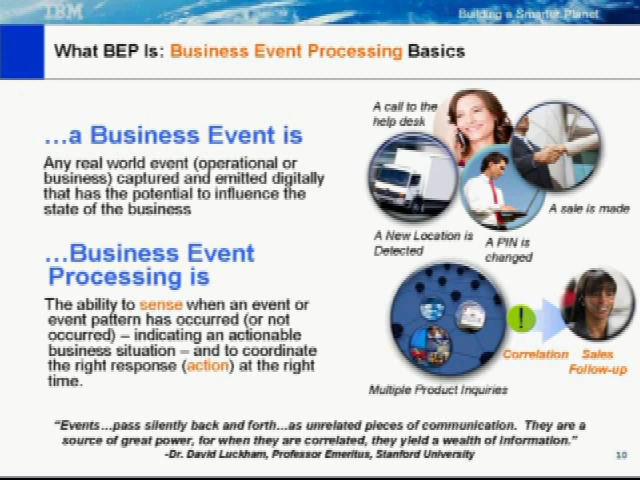 IBM
Building a Smarter Planet
What BEP Is: Business Event Processing Basics
…a Business Event is
Any real world event (operational or
business) captured and emitted digitally
that has the potential to influence the
state of the business
…Business Event
Processing is
The ability to sense when an event or
event pattern has occurred (or not
occurred) – indicating an actionable
business situation – and to coordinate
the right response (action) at the right
time.
A call to the
help desk
A sale is made
A New Location is
Detected
A PIN is
changed
!
Correlation
Sales
Follow-up
Multiple Product Inquiries
“Events…pass silently back and forth…as unrelated pieces of communication. They are a
source of great power, for when they are correlated, they yield a wealth of information.”
-Dr. David Luckham, Professor Emeritus, Stanford University
10